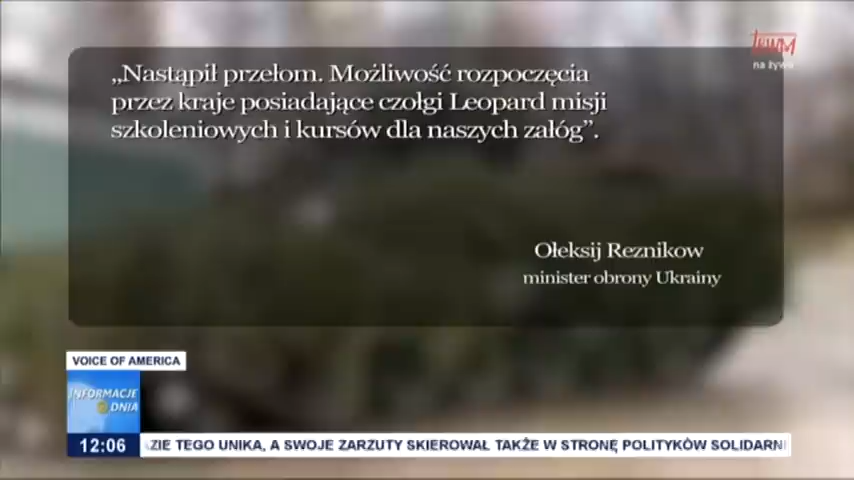 TRWAM
na żywo
„Nastąpił przełom. Możliwość rozpoczęcia
przez kraje posiadające czołgi Leopard misji
szkoleniowych i kursów dla naszych załóg”.
Ołeksij Reznikow
minister obrony Ukrainy
VOICE OF AMERICA
INFORMACJE
DNIA
12:06
ZIE TEGO UNIKA, A SWOJE ZARZUTY SKIEROWAŁ TAKŻE W STRONĘ POLITYKÓW SOLIDARNI